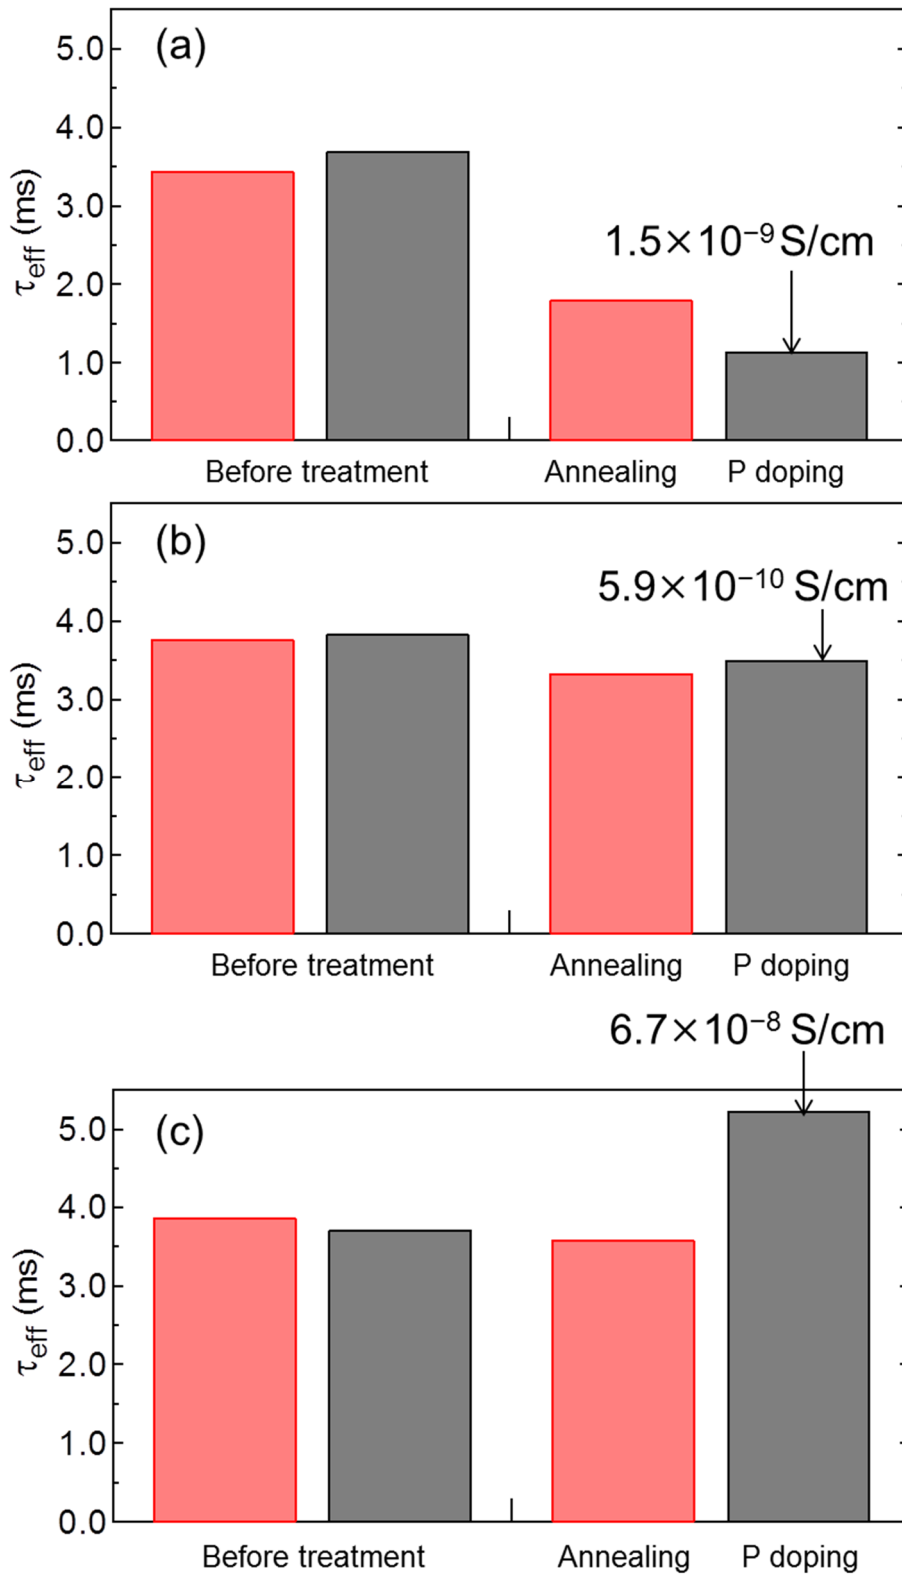 (a)
5.0
4.0
3.0
2.0
1.0
0.0
τeff (ms)
1.5×10⁻⁹ S/cm
Before treatment Annealing P doping
(b)
5.0
4.0
3.0
2.0
1.0
0.0
τeff (ms)
5.9×10⁻¹⁰ S/cm
Before treatment Annealing P doping
6.7×10⁻⁸ S/cm
(c)
5.0
4.0
3.0
2.0
1.0
0.0
τeff (ms)
Before treatment Annealing P doping